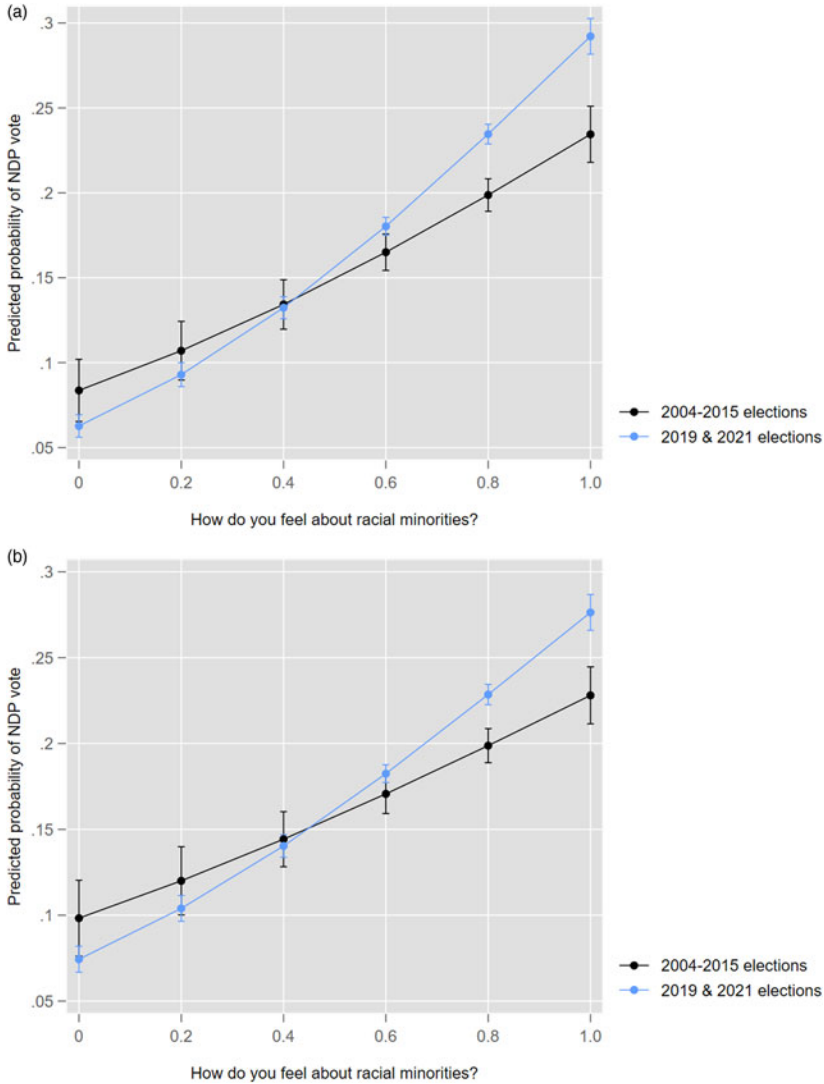 (a)
.3
.25
.2
.15
.1
.05
Predicted probability of NDP vote
0 0.2 0.4 0.6 0.8 1.0
How do you feel about racial minorities?
2004-2015 elections
2019 & 2021 elections
(b)
.3
.25
.2
.15
.1
.05
Predicted probability of NDP vote
0 0.2 0.4 0.6 0.8 1.0
How do you feel about racial minorities?
2004-2015 elections
2019 & 2021 elections